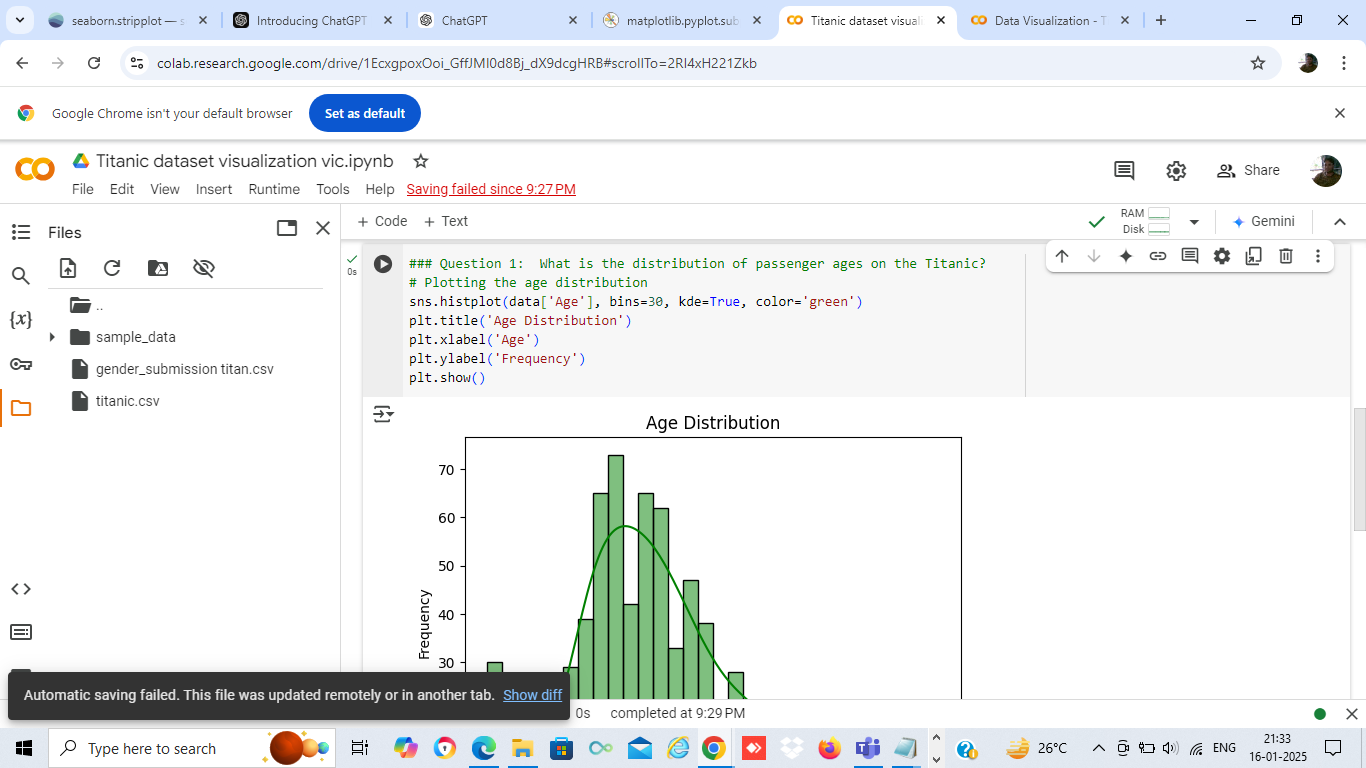 seaborn.stripplot — s
Introducing ChatGPT
ChatGPT
matplotlib.pyplot.sub
Titanic dataset visuali
Data Visualization - T
colab.research.google.com/drive/1EcxgpoxOoi_GffJMI0d8Bj_dX9dcgHRB#scrollTo=2RI4xH221Zkb
Google Chrome isn't your default browser
Set as default
Titanic dataset visualization vic.ipynb
Share
File Edit View Insert Runtime Tools Help Saving failed since 9:27 PM
Files
+ Code + Text
RAM
Disk
Gemini
..
sample_data
gender_submission titan.csv
titanic.csv
{x}
0s
### Question 1:  What is the distribution of passenger ages on the Titanic?
# Plotting the age distribution
sns.histplot(data['Age'], bins=30, kde=True, color='green')
plt.title('Age Distribution')
plt.xlabel('Age')
plt.ylabel('Frequency')
plt.show()
Age Distribution
70
60
50
40
30
Frequency
Automatic saving failed. This file was updated remotely or in another tab. Show diff
0s completed at 9:29 PM
Type here to search
26°C
ENG
21:33
16-01-2025